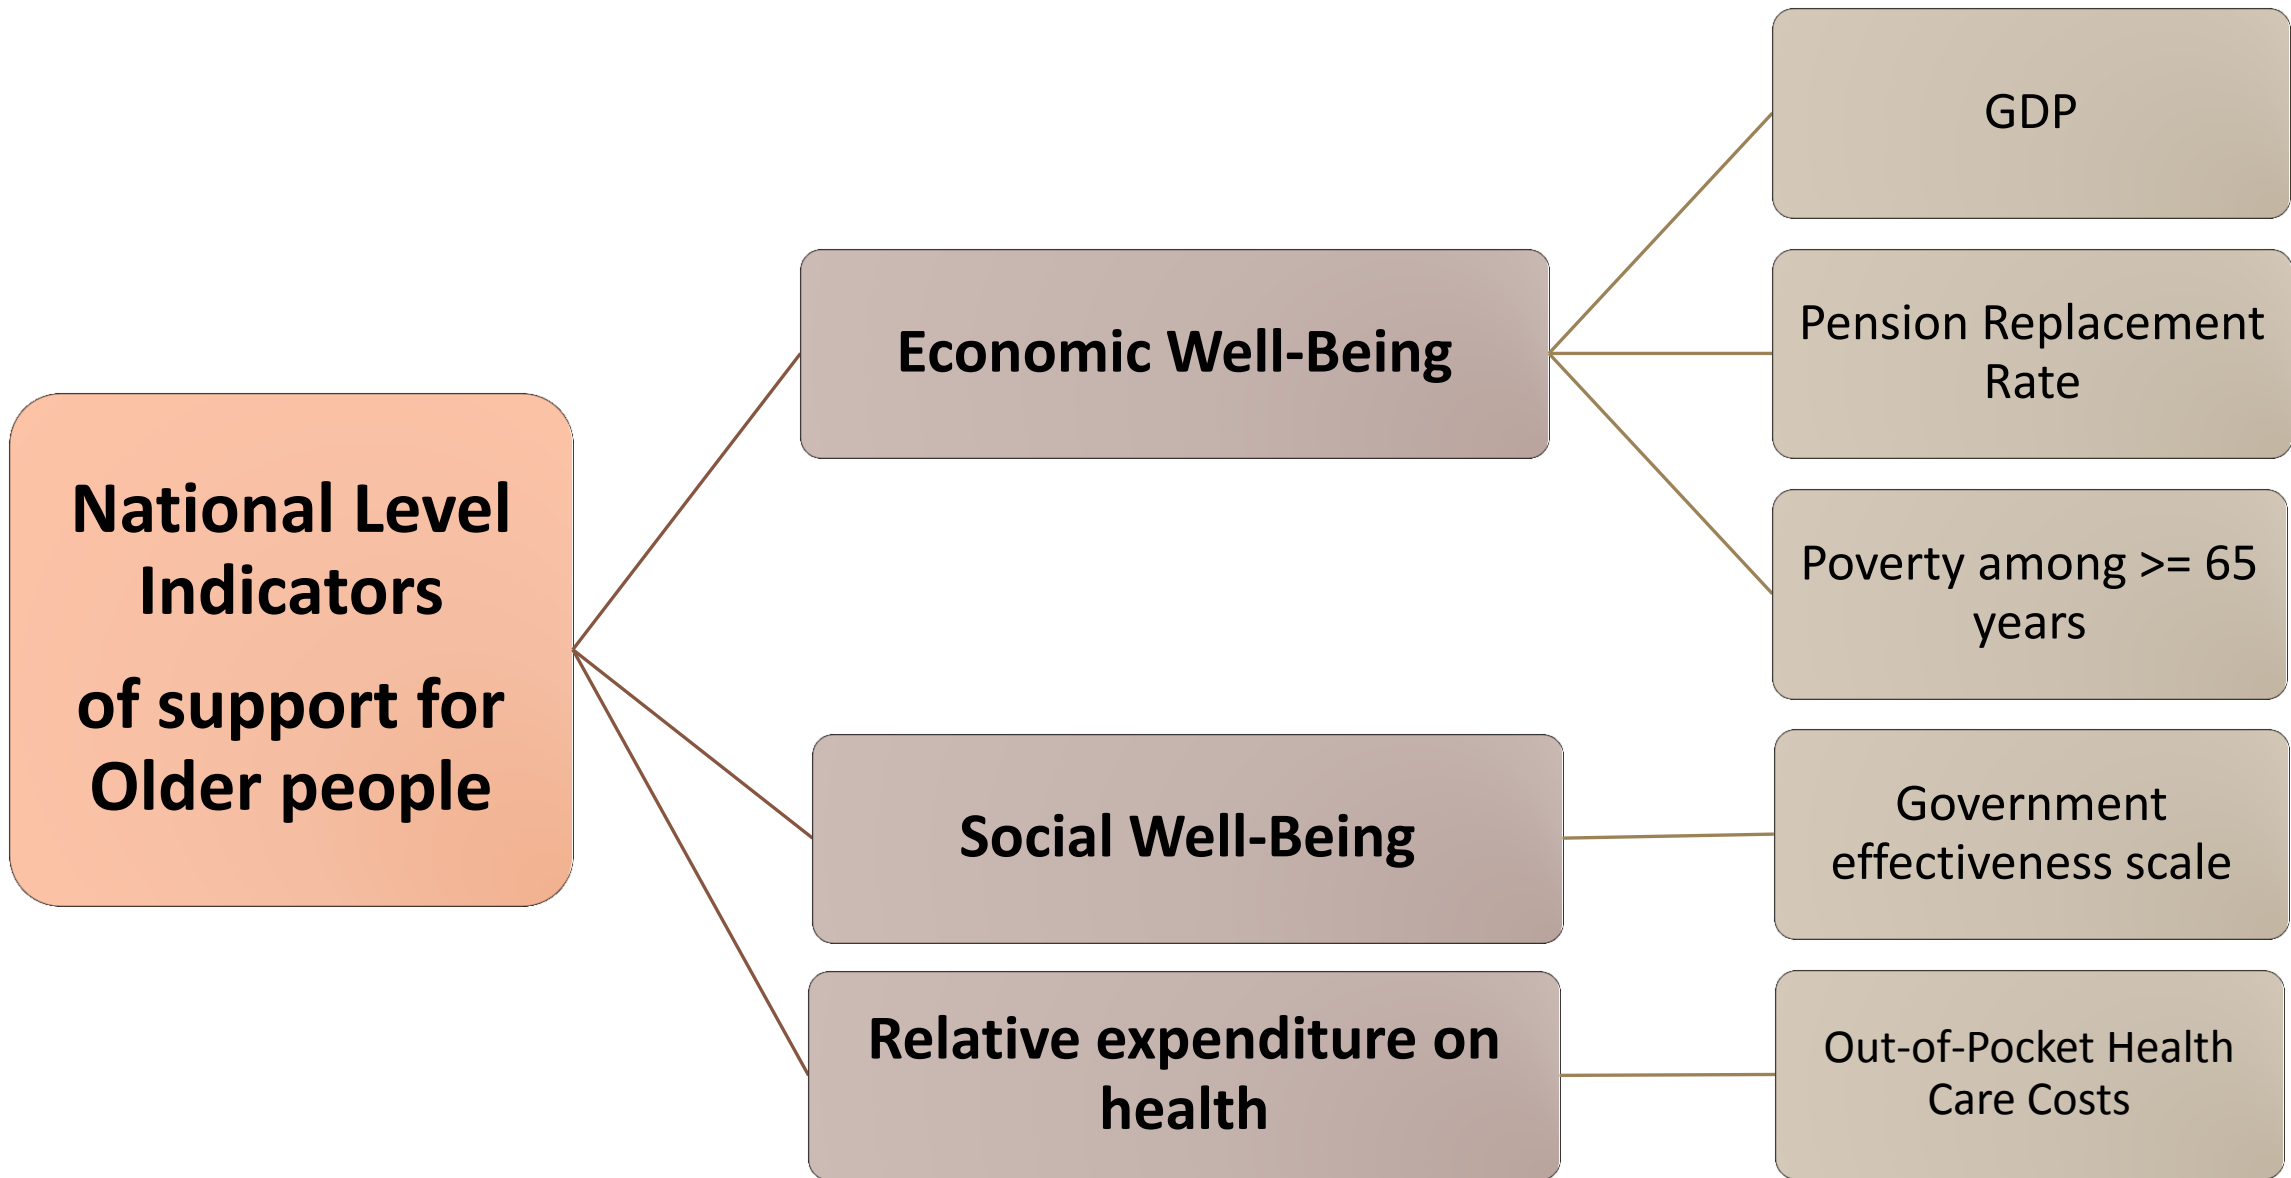 National Level
Indicators
of support for
Older people
Economic Well-Being
GDP
Pension Replacement
Rate
Poverty among >= 65
years
Social Well-Being
Government
effectiveness scale
Relative expenditure on
health
Out-of-Pocket Health
Care Costs